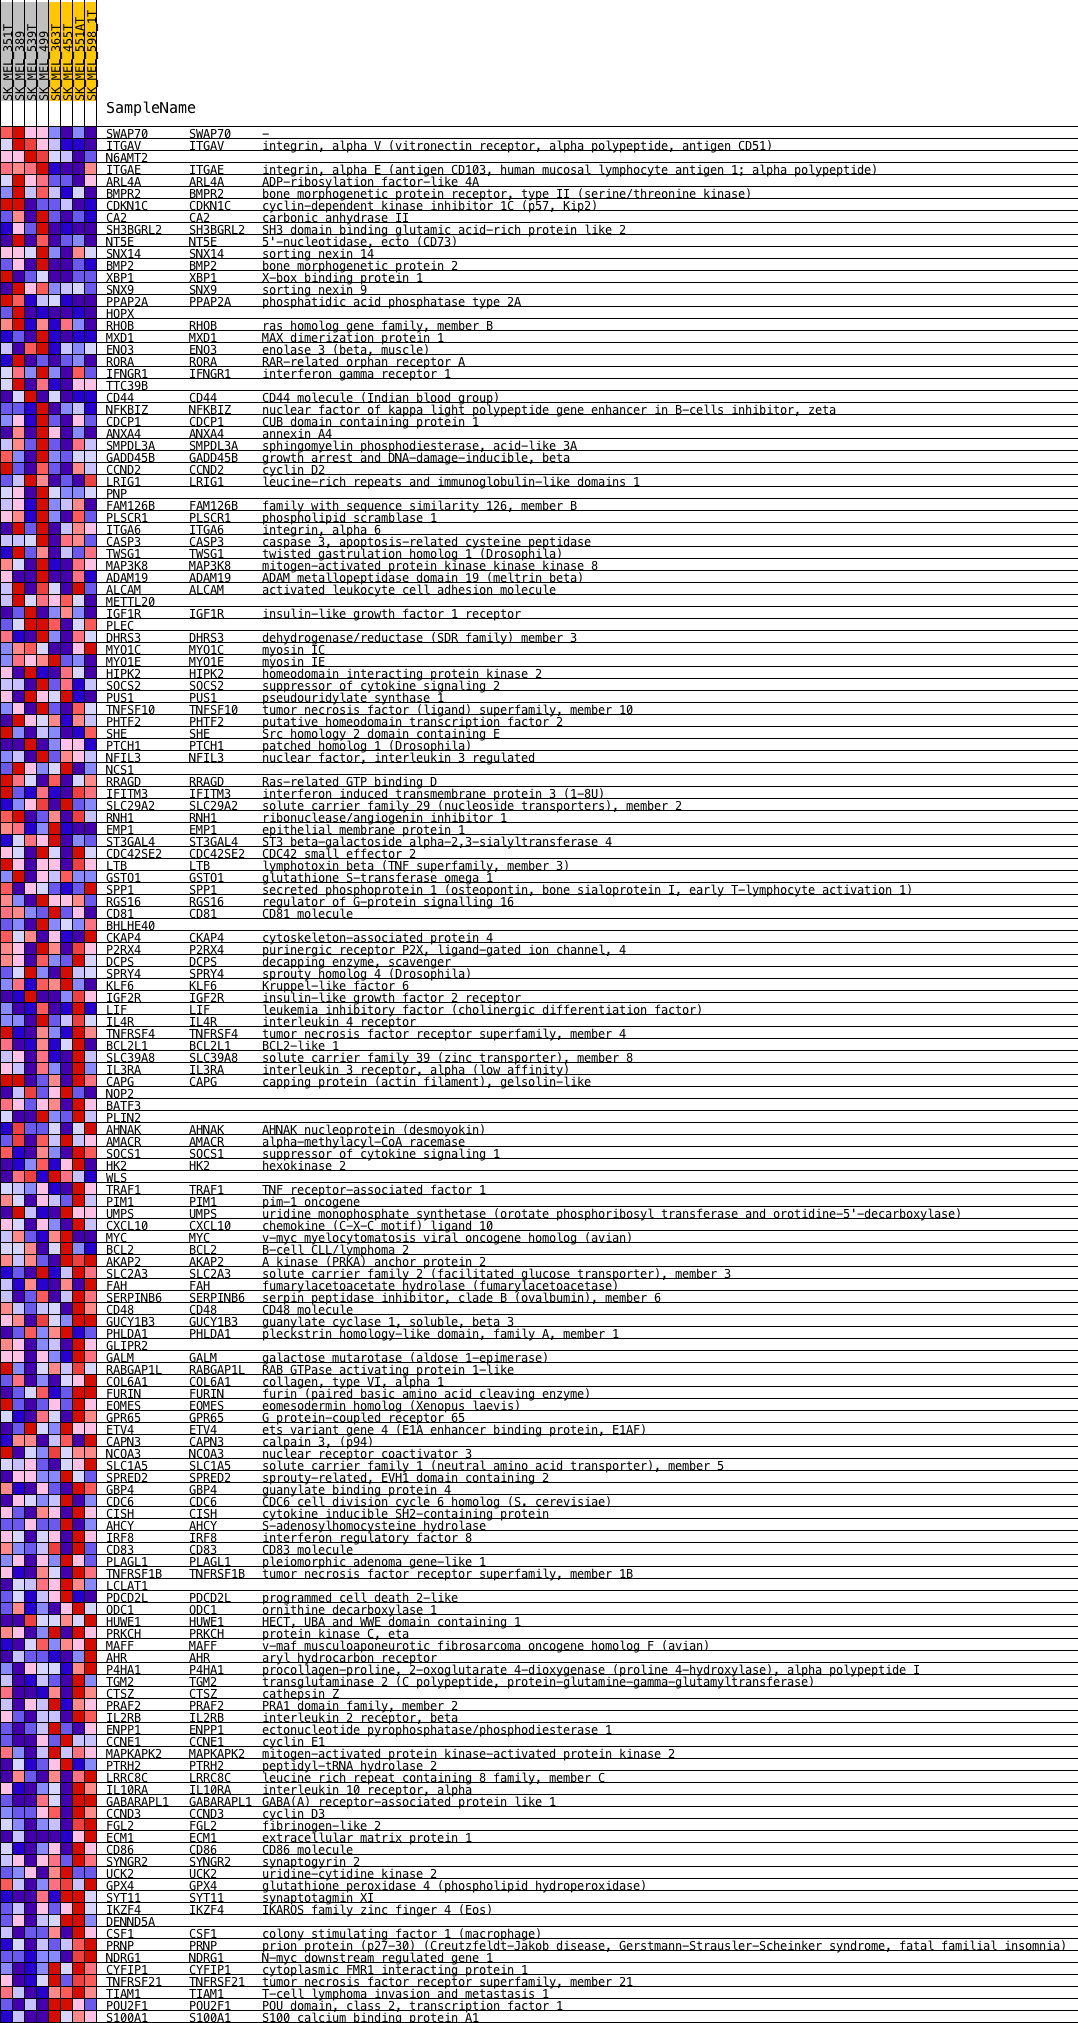 SK_MEL_351T
SK_MEL_389
SK_MEL_539T
SK_MEL_499
SK_MEL_363T
SK_MEL_455T
SK_MEL_551AT
SK_MEL_598_1T
SampleName
SWAP70 SWAP70 -
ITGAV ITGAV integrin, alpha V (vitronectin receptor, alpha polypeptide, antigen CD51)
N6AMT2
ITGAE ITGAE integrin, alpha E (antigen CD103, human mucosal lymphocyte antigen 1; alpha polypeptide)
ARL4A ARL4A ADP-ribosylation factor-like 4A
BMPR2 BMPR2 bone morphogenetic protein receptor, type II (serine/threonine kinase)
CDKN1C CDKN1C cyclin-dependent kinase inhibitor 1C (p57, Kip2)
CA2 CA2 carbonic anhydrase II
SH3BGRL2 SH3BGRL2 SH3 domain binding glutamic acid-rich protein like 2
NT5E NT5E 5'-nucleotidase, ecto (CD73)
SNX14 SNX14 sorting nexin 14
BMP2 BMP2 bone morphogenetic protein 2
XBP1 XBP1 X-box binding protein 1
SNX9 SNX9 sorting nexin 9
PPAP2A PPAP2A phosphatidic acid phosphatase type 2A
HOPX
RHOB RHOB ras homolog gene family, member B
MXD1 MXD1 MAX dimerization protein 1
ENO3 ENO3 enolase 3 (beta, muscle)
RORA RORA RAR-related orphan receptor A
IFNGR1 IFNGR1 interferon gamma receptor 1
TTC39B
CD44 CD44 CD44 molecule (Indian blood group)
NFKBIZ NFKBIZ nuclear factor of kappa light polypeptide gene enhancer in B-cells inhibitor, zeta
CDCP1 CDCP1 CUB domain containing protein 1
ANXA4 ANXA4 annexin A4
SMPDL3A SMPDL3A sphingomyelin phosphodiesterase, acid-like 3A
GADD45B GADD45B growth arrest and DNA-damage-inducible, beta
CCND2 CCND2 cyclin D2
LRIG1 LRIG1 leucine-rich repeats and immunoglobulin-like domains 1
PNP
FAM126B FAM126B family with sequence similarity 126, member B
PLSCR1 PLSCR1 phospholipid scramblase 1
ITGA6 ITGA6 integrin, alpha 6
CASP3 CASP3 caspase 3, apoptosis-related cysteine peptidase
TWSG1 TWSG1 twisted gastrulation homolog 1 (Drosophila)
MAP3K8 MAP3K8 mitogen-activated protein kinase kinase kinase 8
ADAM19 ADAM19 ADAM metallopeptidase domain 19 (meltrin beta)
ALCAM ALCAM activated leukocyte cell adhesion molecule
METTL20
IGF1R IGF1R insulin-like growth factor 1 receptor
PLEC
DHRS3 DHRS3 dehydrogenase/reductase (SDR family) member 3
MYO1C MYO1C myosin IC
MYO1E MYO1E myosin IE
HIPK2 HIPK2 homeodomain interacting protein kinase 2
SOCS2 SOCS2 suppressor of cytokine signaling 2
PUS1 PUS1 pseudouridylate synthase 1
TNFSF10 TNFSF10 tumor necrosis factor (ligand) superfamily, member 10
PHTF2 PHTF2 putative homeodomain transcription factor 2
SHE SHE Src homology 2 domain containing E
PTCH1 PTCH1 patched homolog 1 (Drosophila)
NFIL3 NFIL3 nuclear factor, interleukin 3 regulated
NCS1
RRAGD RRAGD Ras-related GTP binding D
IFITM3 IFITM3 interferon induced transmembrane protein 3 (1-8U)
SLC29A2 SLC29A2 solute carrier family 29 (nucleoside transporters), member 2
RNH1 RNH1 ribonuclease/angiogenin inhibitor 1
EMP1 EMP1 epithelial membrane protein 1
ST3GAL4 ST3GAL4 ST3 beta-galactoside alpha-2,3-sialyltransferase 4
CDC42SE2 CDC42SE2 CDC42 small effector 2
LTB LTB lymphotoxin beta (TNF superfamily, member 3)
GSTO1 GSTO1 glutathione S-transferase omega 1
SPP1 SPP1 secreted phosphoprotein 1 (osteopontin, bone sialoprotein I, early T-lymphocyte activation 1)
RGS16 RGS16 regulator of G-protein signalling 16
CD81 CD81 CD81 molecule
BHLHE40
CKAP4 CKAP4 cytoskeleton-associated protein 4
P2RX4 P2RX4 purinergic receptor P2X, ligand-gated ion channel, 4
DCPS DCPS decapping enzyme, scavenger
SPRY4 SPRY4 sprouty homolog 4 (Drosophila)
KLF6 KLF6 Kruppel-like factor 6
IGF2R IGF2R insulin-like growth factor 2 receptor
LIF LIF leukemia inhibitory factor (cholinergic differentiation factor)
IL4R IL4R interleukin 4 receptor
TNFRSF4 TNFRSF4 tumor necrosis factor receptor superfamily, member 4
BCL2L1 BCL2L1 BCL2-like 1
SLC39A8 SLC39A8 solute carrier family 39 (zinc transporter), member 8
IL3RA IL3RA interleukin 3 receptor, alpha (low affinity)
CAPG CAPG capping protein (actin filament), gelsolin-like
NOP2
BATF3
PLIN2
AHNAK AHNAK AHNAK nucleoprotein (desmoyokin)
AMACR AMACR alpha-methylacyl-CoA racemase
SOCS1 SOCS1 suppressor of cytokine signaling 1
HK2 HK2 hexokinase 2
WLS
TRAF1 TRAF1 TNF receptor-associated factor 1
PIM1 PIM1 pim-1 oncogene
UMPS UMPS uridine monophosphate synthetase (orotate phosphoribosyl transferase and orotidine-5'-decarboxylase)
CXCL10 CXCL10 chemokine (C-X-C motif) ligand 10
MYC MYC v-myc myelocytomatosis viral oncogene homolog (avian)
BCL2 BCL2 B-cell CLL/lymphoma 2
AKAP2 AKAP2 A kinase (PRKA) anchor protein 2
SLC2A3 SLC2A3 solute carrier family 2 (facilitated glucose transporter), member 3
FAH FAH fumarylacetoacetate hydrolase (fumarylacetoacetase)
SERPINB6 SERPINB6 serpin peptidase inhibitor, clade B (ovalbumin), member 6
CD48 CD48 CD48 molecule
GUCY1B3 GUCY1B3 guanylate cyclase 1, soluble, beta 3
PHLDA1 PHLDA1 pleckstrin homology-like domain, family A, member 1
GLIPR2
GALM GALM galactose mutarotase (aldose 1-epimerase)
RABGAP1L RABGAP1L RAB GTPase activating protein 1-like
COL6A1 COL6A1 collagen, type VI, alpha 1
FURIN FURIN furin (paired basic amino acid cleaving enzyme)
EOMES EOMES eomesodermin homolog (Xenopus laevis)
GPR65 GPR65 G protein-coupled receptor 65
ETV4 ETV4 ets variant gene 4 (E1A enhancer binding protein, E1AF)
CAPN3 CAPN3 calpain 3, (p94)
NCOA3 NCOA3 nuclear receptor coactivator 3
SLC1A5 SLC1A5 solute carrier family 1 (neutral amino acid transporter), member 5
SPRED2 SPRED2 sprouty-related, EVH1 domain containing 2
GBP4 GBP4 guanylate binding protein 4
CDC6 CDC6 CDC6 cell division cycle 6 homolog (S. cerevisiae)
CISH CISH cytokine inducible SH2-containing protein
AHCY AHCY S-adenosylhomocysteine hydrolase
IRF8 IRF8 interferon regulatory factor 8
CD83 CD83 CD83 molecule
PLAGL1 PLAGL1 pleiomorphic adenoma gene-like 1
TNFRSF1B TNFRSF1B tumor necrosis factor receptor superfamily, member 1B
LCLAT1
PDCD2L PDCD2L programmed cell death 2-like
ODC1 ODC1 ornithine decarboxylase 1
HUWE1 HUWE1 HECT, UBA and WWE domain containing 1
PRKCH PRKCH protein kinase C, eta
MAFF MAFF v-maf musculoaponeurotic fibrosarcoma oncogene homolog F (avian)
AHR AHR aryl hydrocarbon receptor
P4HA1 P4HA1 procollagen-proline, 2-oxoglutarate 4-dioxygenase (proline 4-hydroxylase), alpha polypeptide I
TGM2 TGM2 transglutaminase 2 (C polypeptide, protein-glutamine-gamma-glutamyltransferase)
CTSZ CTSZ cathepsin Z
PRAF2 PRAF2 PRA1 domain family, member 2
IL2RB IL2RB interleukin 2 receptor, beta
ENPP1 ENPP1 ectonucleotide pyrophosphatase/phosphodiesterase 1
CCNE1 CCNE1 cyclin E1
MAPKAPK2 MAPKAPK2 mitogen-activated protein kinase-activated protein kinase 2
PTRH2 PTRH2 peptidyl-tRNA hydrolase 2
LRRC8C LRRC8C leucine rich repeat containing 8 family, member C
IL10RA IL10RA interleukin 10 receptor, alpha
GABARAPL1 GABARAPL1 GABA(A) receptor-associated protein like 1
CCND3 CCND3 cyclin D3
FGL2 FGL2 fibrinogen-like 2
ECM1 ECM1 extracellular matrix protein 1
CD86 CD86 CD86 molecule
SYNGR2 SYNGR2 synaptogyrin 2
UCK2 UCK2 uridine-cytidine kinase 2
GPX4 GPX4 glutathione peroxidase 4 (phospholipid hydroperoxidase)
SYT11 SYT11 synaptotagmin XI
IKZF4 IKZF4 IKAROS family zinc finger 4 (Eos)
DENND5A
CSF1 CSF1 colony stimulating factor 1 (macrophage)
PRNP PRNP prion protein (p27-30) (Creutzfeldt-Jakob disease, Gerstmann-Strausler-Scheinker syndrome, fatal familial insomnia)
NDRG1 NDRG1 N-myc downstream regulated gene 1
CYFIP1 CYFIP1 cytoplasmic FMR1 interacting protein 1
TNFRSF21 TNFRSF21 tumor necrosis factor receptor superfamily, member 21
TIAM1 TIAM1 T-cell lymphoma invasion and metastasis 1
POU2F1 POU2F1 POU domain, class 2, transcription factor 1
S100A1 S100A1 S100 calcium binding protein A1